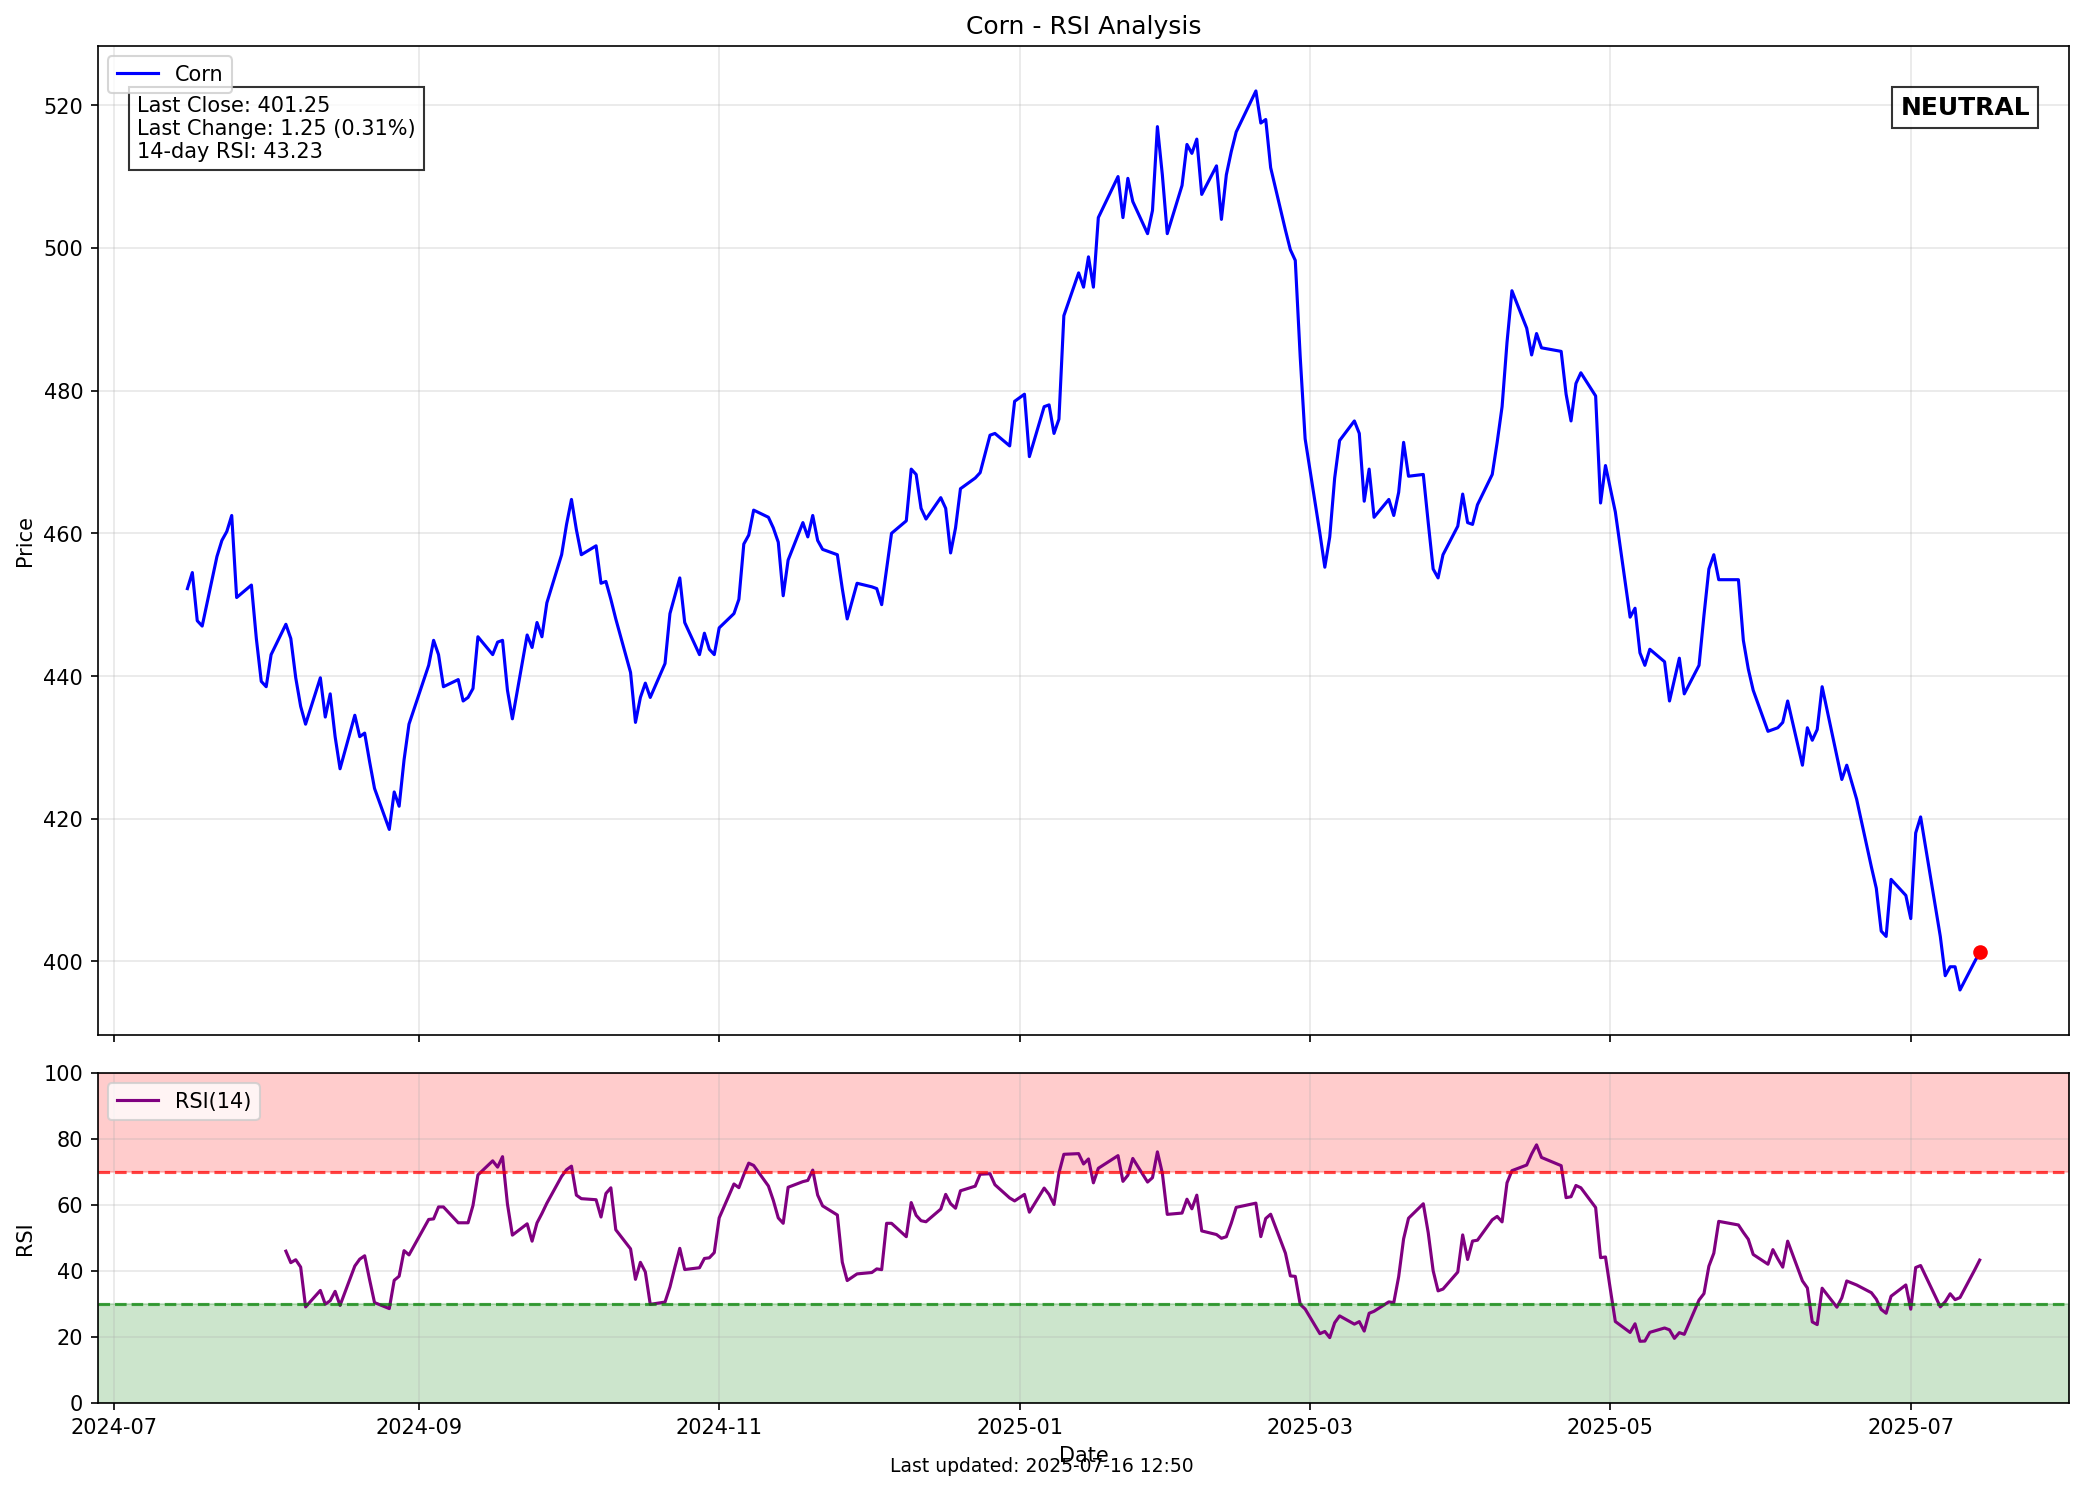 Corn - RSI Analysis
Corn
Last Close: 401.25
Last Change: 1.25 (0.31%)
14-day RSI: 43.23
NEUTRAL
Price
520
500
480
460
440
420
400
RSI(14)
RSI
100
80
60
40
20
0
2024-07
2024-09
2024-11
2025-01
2025-03
2025-05
2025-07
Date
Last updated: 2025-07-16 12:50